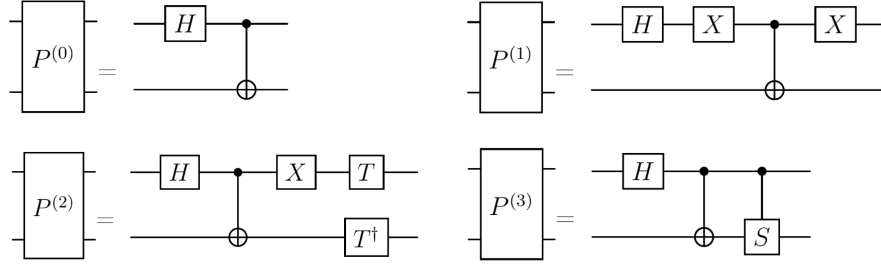 P^{(0)} = H
P^{(1)} = H X X
P^{(2)} = H X T
T^†
P^{(3)} = H
S